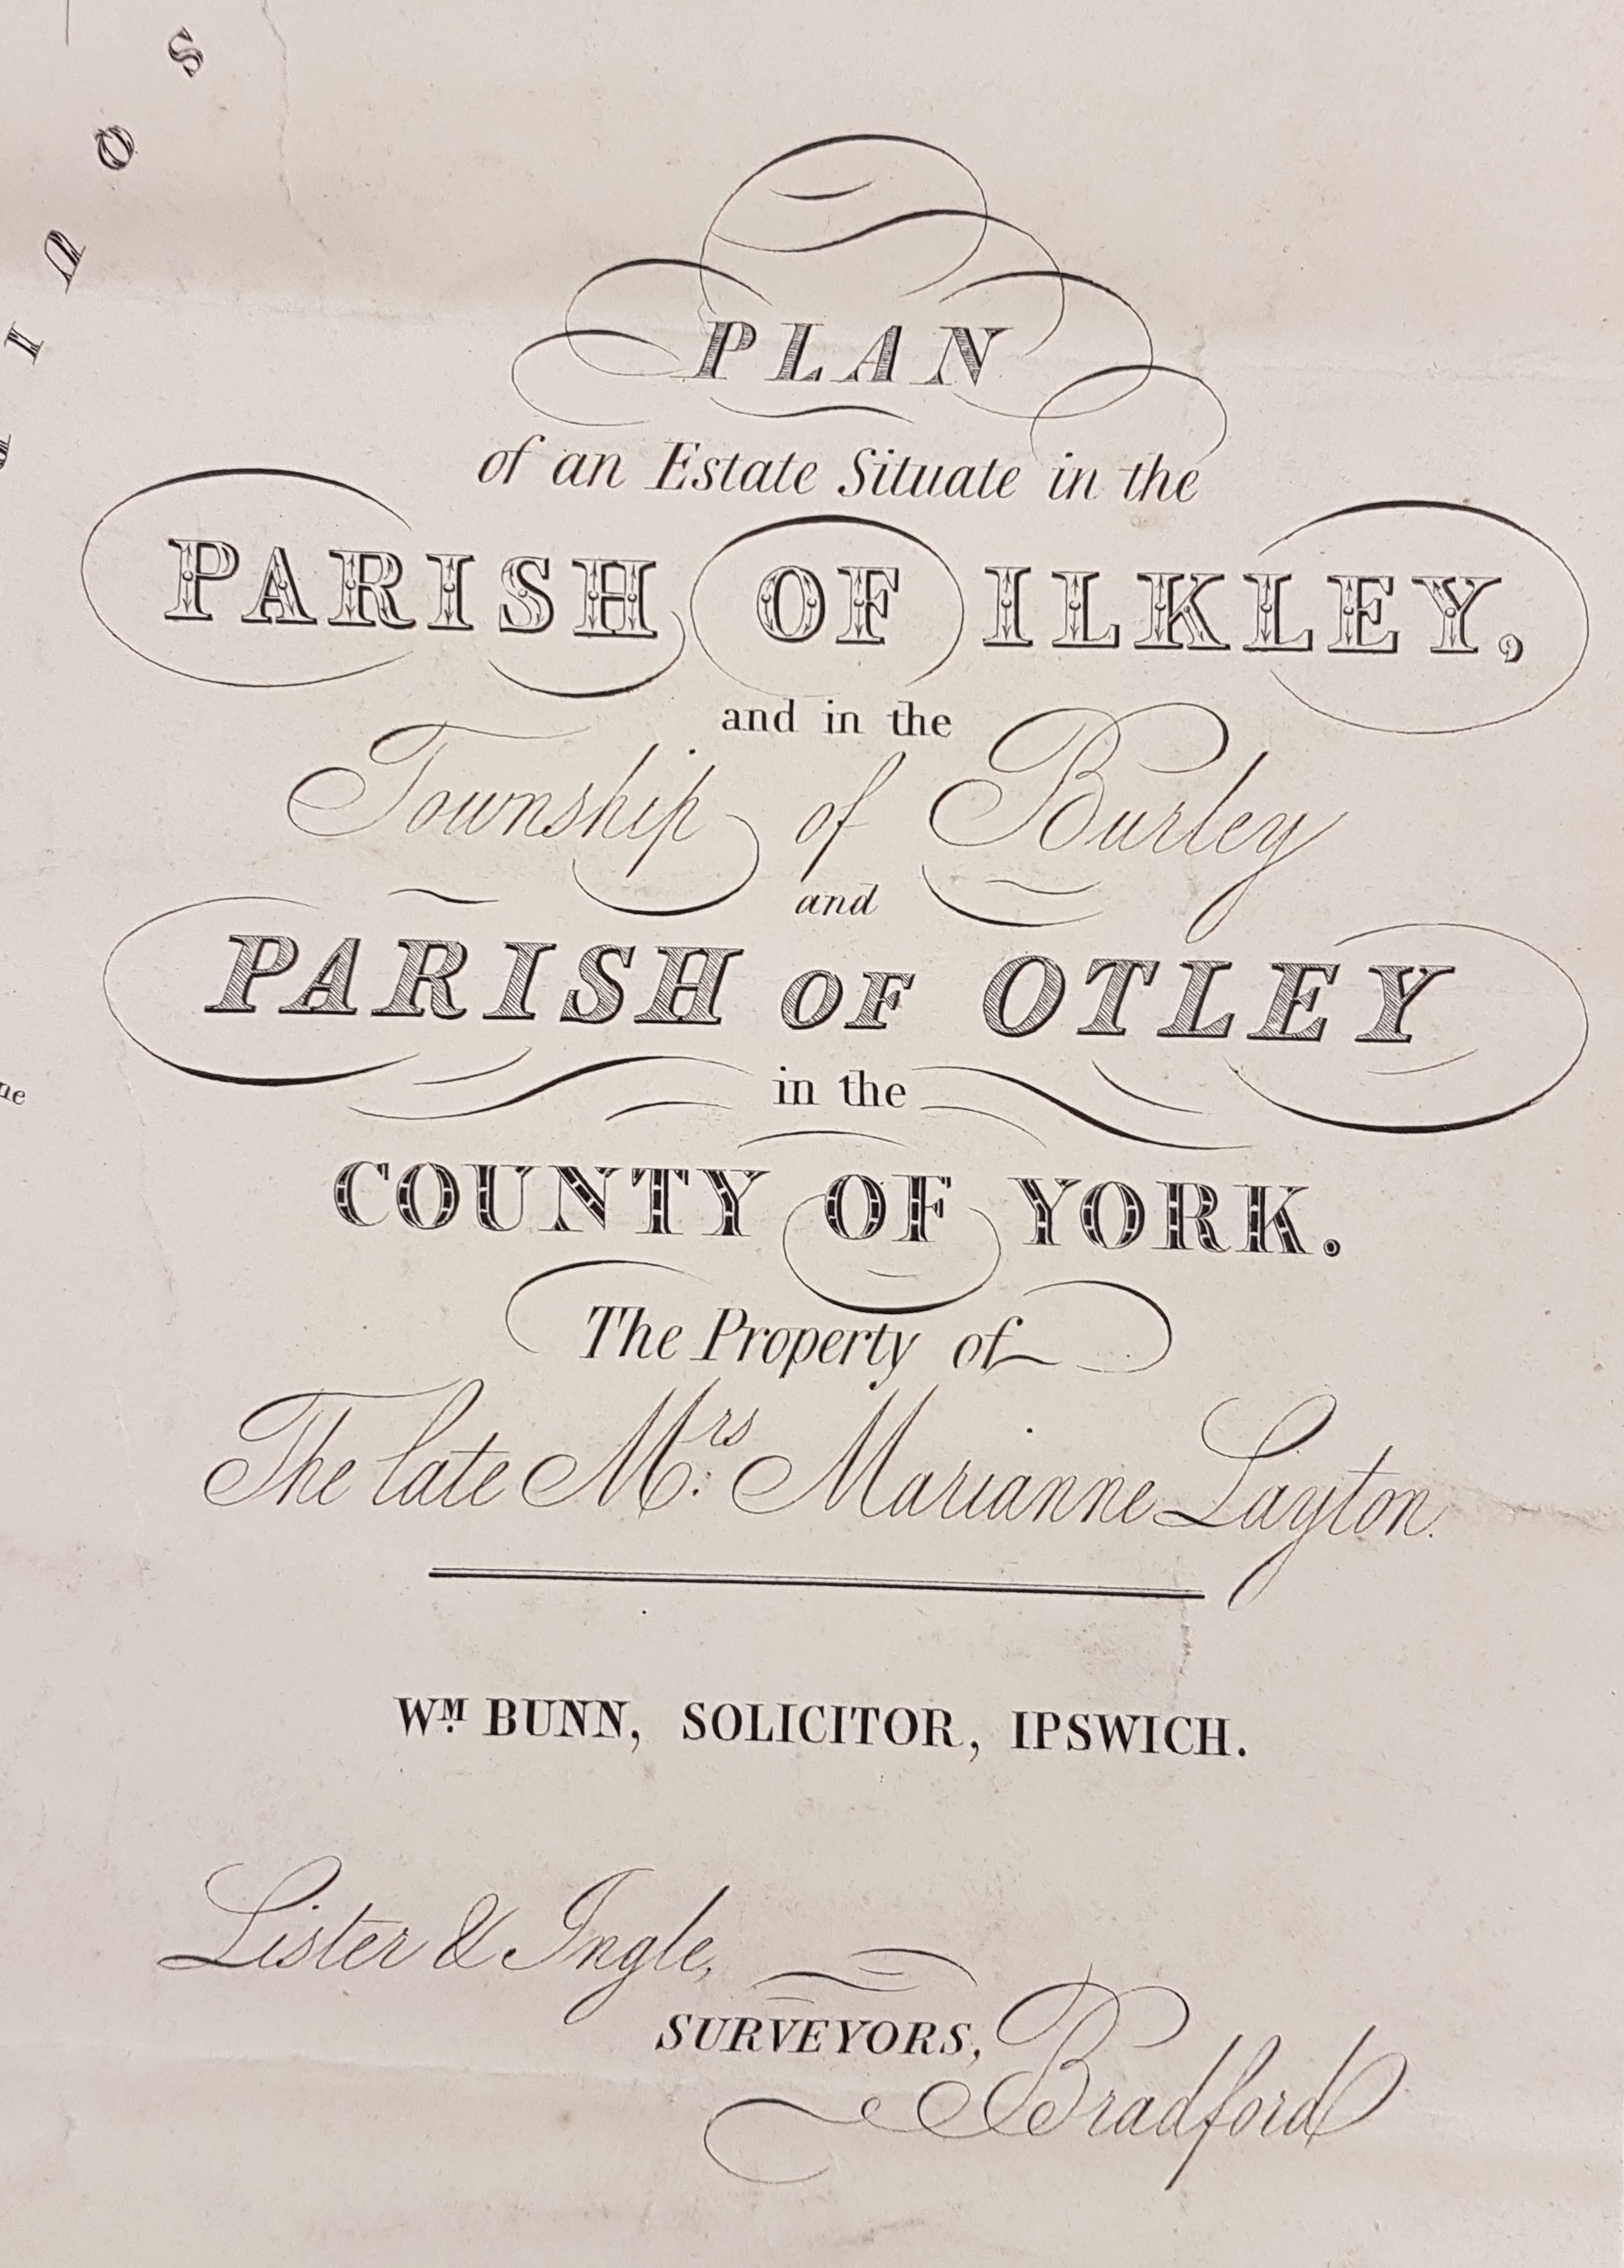 PLAN
of an Estate Situate in the
PARISH OF ILKLEY,
and in the
Township of Burley
and
PARISH OF OTLEY
in the
COUNTY OF YORK.
The Property of
The late Mrs. Marianne Layton.
WM. BUNN, SOLICITOR, IPSWICH.
Lister & Ingle,
SURVEYORS,
Bradford